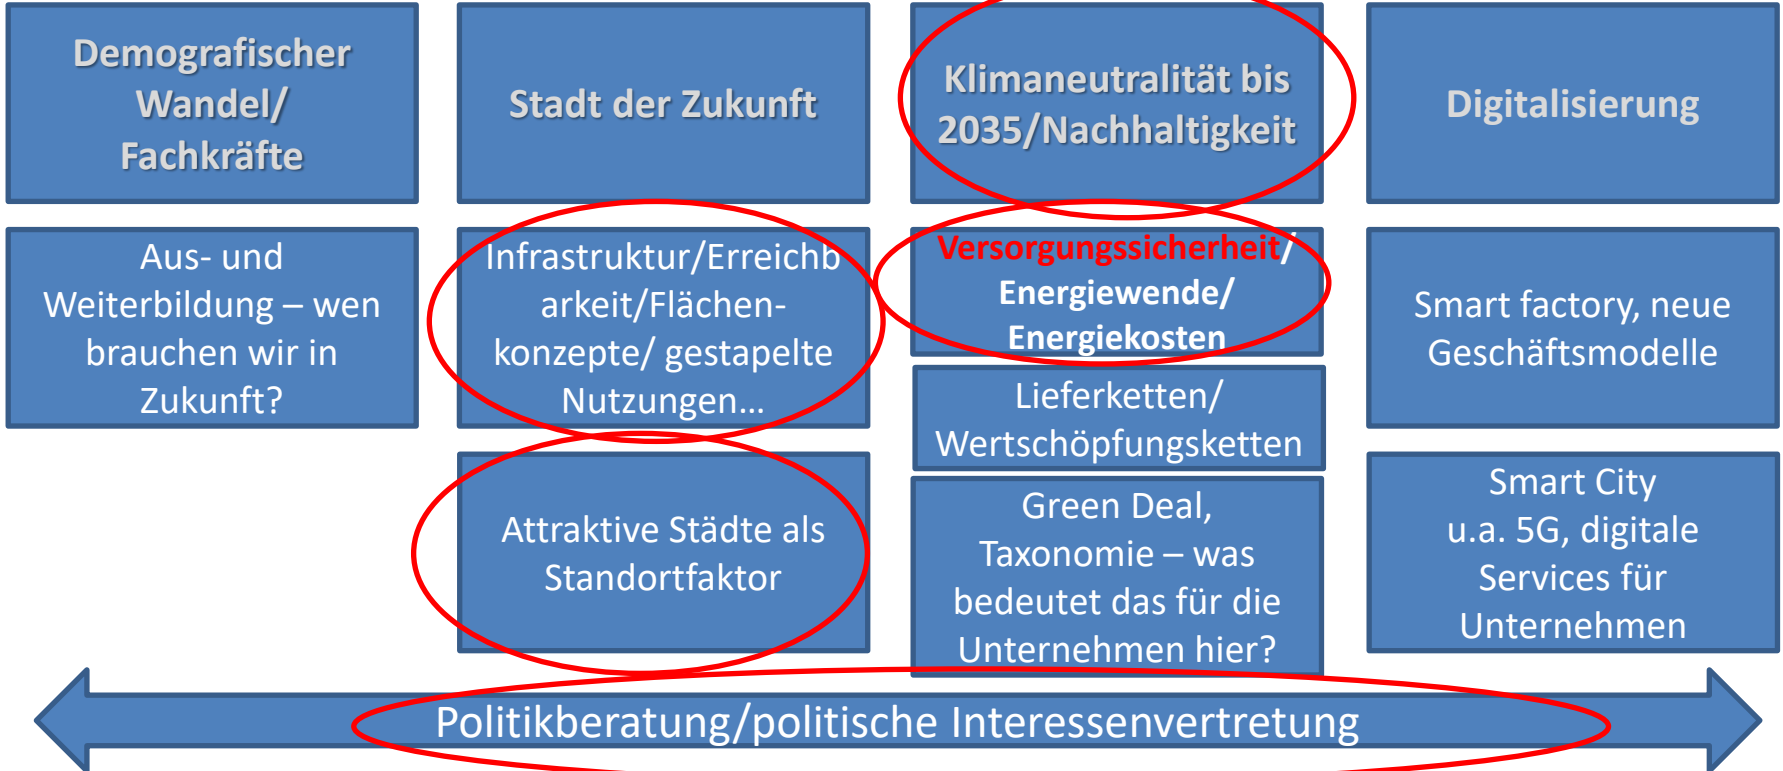 Demografischer
Wandel/
Fachkräfte
Stadt der Zukunft
Klimaneutralität bis
2035/Nachhaltigkeit
Digitalisierung
Aus- und
Weiterbildung – wen
brauchen wir in
Zukunft?
Infrastruktur/Erreichb
arkeit/Flächen-
konzepte/ gestapelte
Nutzungen…
Versorgungssicherheit/
Energiewende/
Energiekosten
Smart factory, neue
Geschäftsmodelle
Lieferketten/
Wertschöpfungsketten
Attraktive Städte als
Standortfaktor
Green Deal,
Taxonomie – was
bedeutet das für die
Unternehmen hier?
Smart City
u.a. 5G, digitale
Services für
Unternehmen
Politikberatung/politische Interessenvertretung